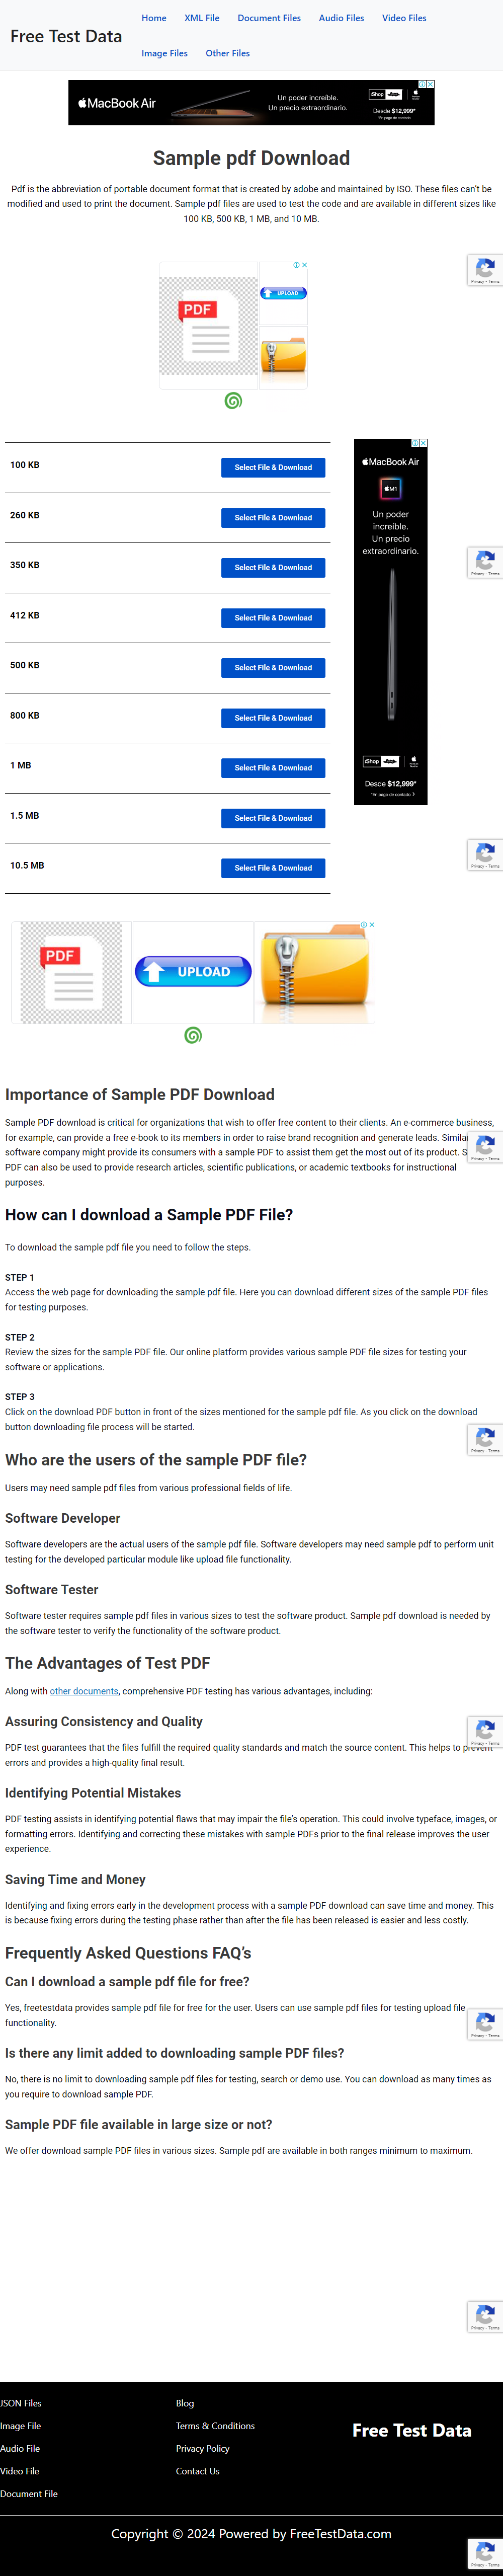 Free Test Data
Home XML File Document Files Audio Files Video Files
Image Files Other Files
MacBook Air
Un poder increíble.
Un precio extraordinario.
iShop
Desde $12,999*
*En pago de contado
Sample pdf Download
Pdf is the abbreviation of portable document format that is created by adobe and maintained by ISO. These files can't be
modified and used to print the document. Sample pdf files are used to test the code and are available in different sizes like
100 KB, 500 KB, 1 MB, and 10 MB.
Privacy - Terms
PDF
UPLOAD
100 KB Select File & Download
260 KB Select File & Download
350 KB Select File & Download
412 KB Select File & Download
500 KB Select File & Download
800 KB Select File & Download
1 MB Select File & Download
1.5 MB Select File & Download
10.5 MB Select File & Download
MacBook Air
M1
Un poder
increíble.
Un precio
extraordinario.
iShop
Desde $12,999*
*En pago de contado
Privacy - Terms
Privacy - Terms
PDF
UPLOAD
Importance of Sample PDF Download
Sample PDF download is critical for organizations that wish to offer free content to their clients. An e-commerce business,
for example, can provide a free e-book to its members in order to raise brand recognition and generate leads.
software company might provide its consumers with a sample PDF to assist them get the most out of its product.
PDF can also be used to provide research articles, scientific publications, or academic textbooks for instructional
purposes.
Privacy - Terms
How can I download a Sample PDF File?
To download the sample pdf file you need to follow the steps.
STEP 1
Access the web page for downloading the sample pdf file. Here you can download different sizes of the sample PDF files
for testing purposes.
STEP 2
Review the sizes for the sample PDF file. Our online platform provides various sample PDF file sizes for testing your
software or applications.
STEP 3
Click on the download PDF button in front of the sizes mentioned for the sample pdf file. As you click on the download
button downloading file process will be started.
Privacy - Terms
Who are the users of the sample PDF file?
Users may need sample pdf files from various professional fields of life.
Software Developer
Software developers are the actual users of the sample pdf file. Software developers may need sample pdf to perform unit
testing for the developed particular module like upload file functionality.
Software Tester
Software tester requires sample pdf files in various sizes to test the software product. Sample pdf download is needed by
the software tester to verify the functionality of the software product.
The Advantages of Test PDF
Along with other documents, comprehensive PDF testing has various advantages, including:
Assuring Consistency and Quality
PDF test guarantees that the files fulfill the required quality standards and match the source content. This helps to prevent
errors and provides a high-quality final result.
Privacy - Terms
Identifying Potential Mistakes
PDF testing assists in identifying potential flaws that may impair the file's operation. This could involve typeface, images, or
formatting errors. Identifying and correcting these mistakes with sample PDFs prior to the final release improves the user
experience.
Saving Time and Money
Identifying and fixing errors early in the development process with a sample PDF download can save time and money. This
is because fixing errors during the testing phase rather than after the file has been released is easier and less costly.
Frequently Asked Questions FAQ's
Can I download a sample pdf file for free?
Yes, freetestdata provides sample pdf file for free for the user. Users can use sample pdf files for testing upload file
functionality.
Privacy - Terms
Is there any limit added to downloading sample PDF files?
No, there is no limit to downloading sample pdf files for testing, search or demo use. You can download as many times as
you require to download sample PDF.
Sample PDF file available in large size or not?
We offer download sample PDF files in various sizes. Sample pdf are available in both ranges minimum to maximum.
Privacy - Terms
JSON Files
Image File
Audio File
Video File
Document File
Blog
Terms & Conditions
Privacy Policy
Contact Us
Free Test Data
Copyright © 2024 Powered by FreeTestData.com
Privacy - Terms